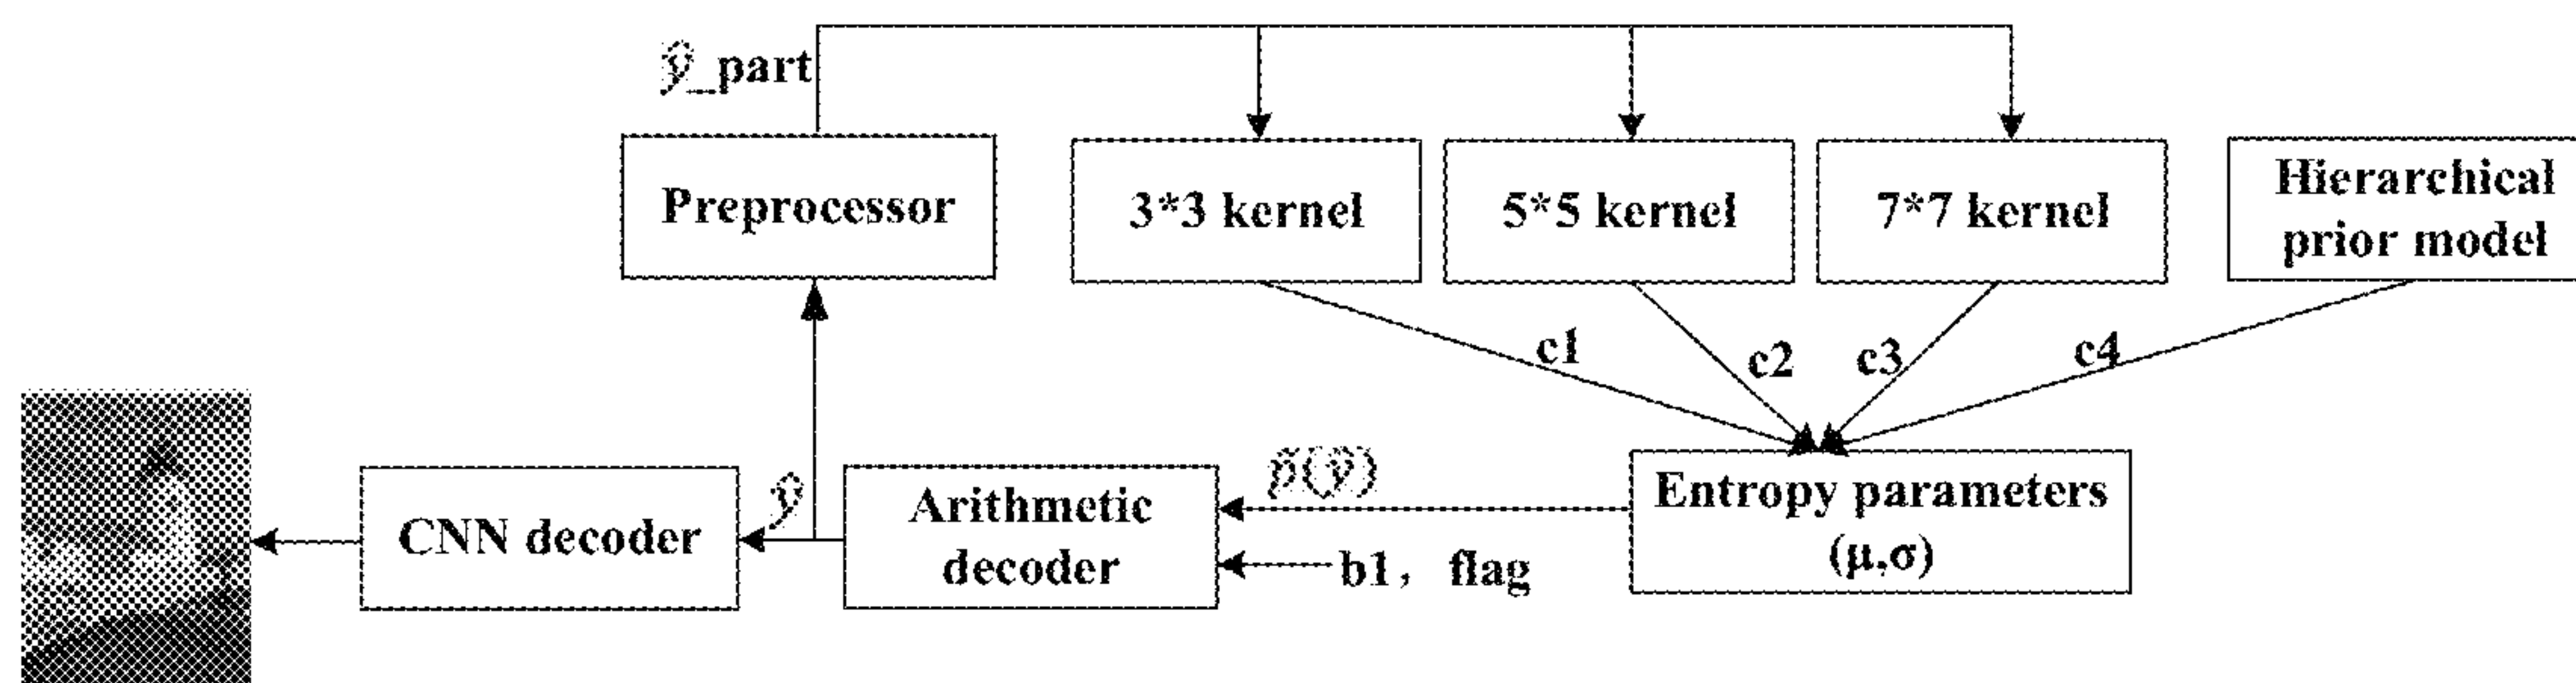 ŷ_part
Preprocessor
3*3 kernel
5*5 kernel
7*7 kernel
Hierarchical
prior model
c1
c2
c3
c4
CNN decoder
ŷ
Arithmetic
decoder
p̃(ŷ)
b1, flag
Entropy parameters
(μ,σ)